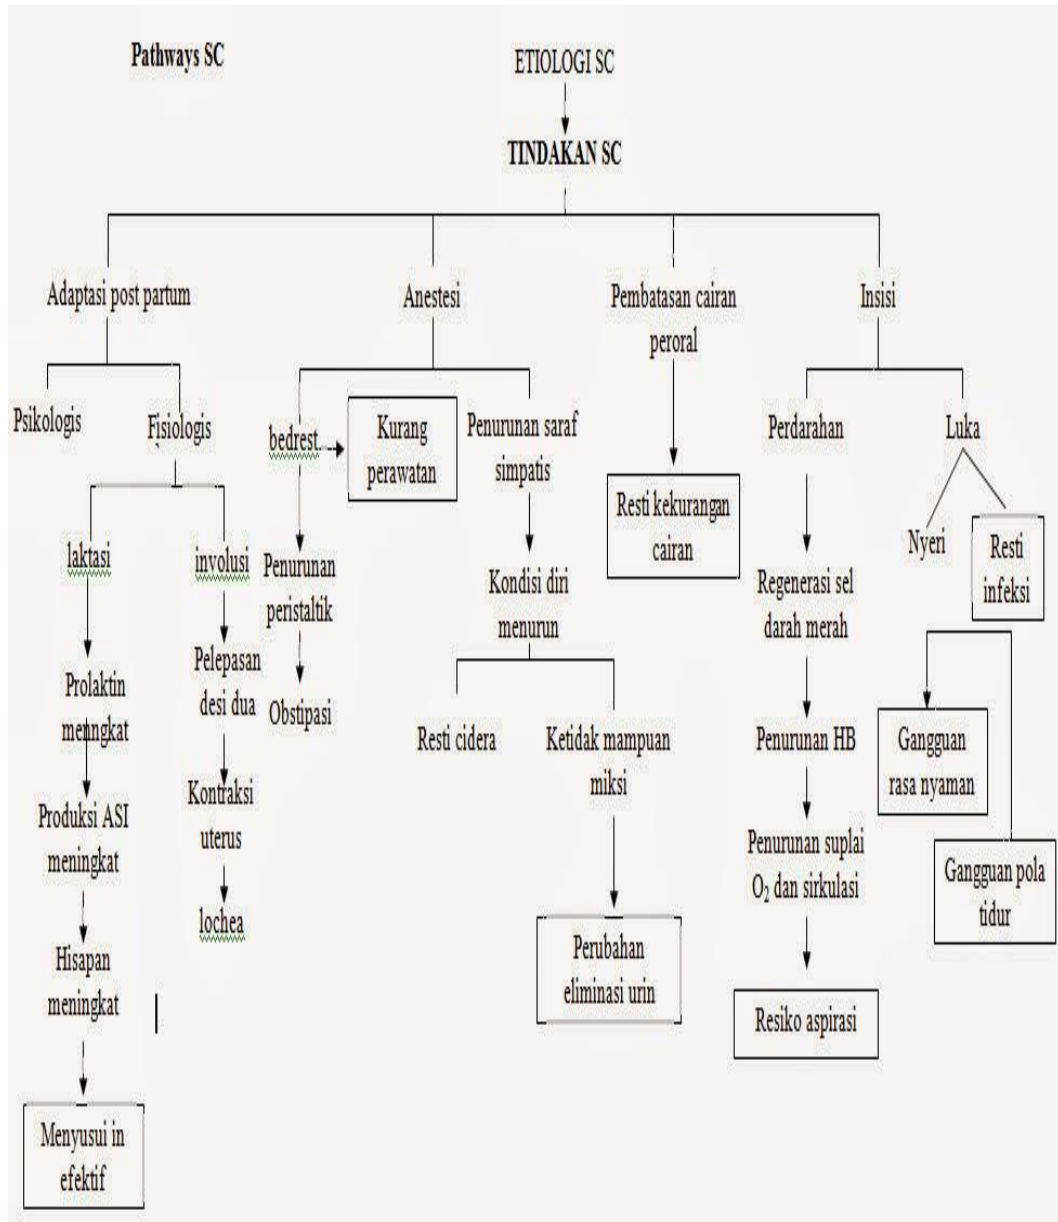 Pathways SC
ETIOLOGI SC
TINDAKAN SC
Adaptasi post partum
Anestesi
Pembatasan cairan
peroral
Insisi
Psikologis
Fisiologis
bedrest
Kurang
perawatan
Penurunan saraf
simpatis
Perdarahan
Luka
laktasi
involusi
Penurunan
peristaltik
Kondisi diri
menurun
Resti kekurangan
cairan
Regenerasi sel
darah merah
Nyeri
Resti
infeksi
Prolaktin
meningkat
Pelepasan
desi dua
Obstipasi
Resti cidera
Ketidak mampuan
miksi
Penurunan HB
Gangguan
rasa nyaman
Produksi ASI
meningkat
Kontraksi
uterus
Penurunan suplai
O₂ dan sirkulasi
Gangguan pola
tidur
lochea
Hisapan
meningkat
Perubahan
eliminasi urin
Resiko aspirasi
Menyusui in
efektif